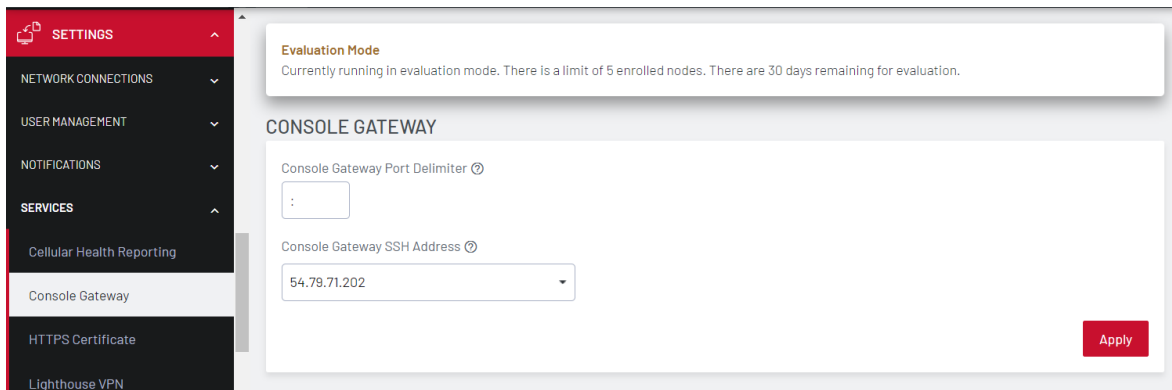 SETTINGS
NETWORK CONNECTIONS
USER MANAGEMENT
NOTIFICATIONS
SERVICES
Cellular Health Reporting
Console Gateway
HTTPS Certificate
Lighthouse VPN
Evaluation Mode
Currently running in evaluation mode. There is a limit of 5 enrolled nodes. There are 30 days remaining for evaluation.
CONSOLE GATEWAY
Console Gateway Port Delimiter
:
Console Gateway SSH Address
54.79.71.202
Apply